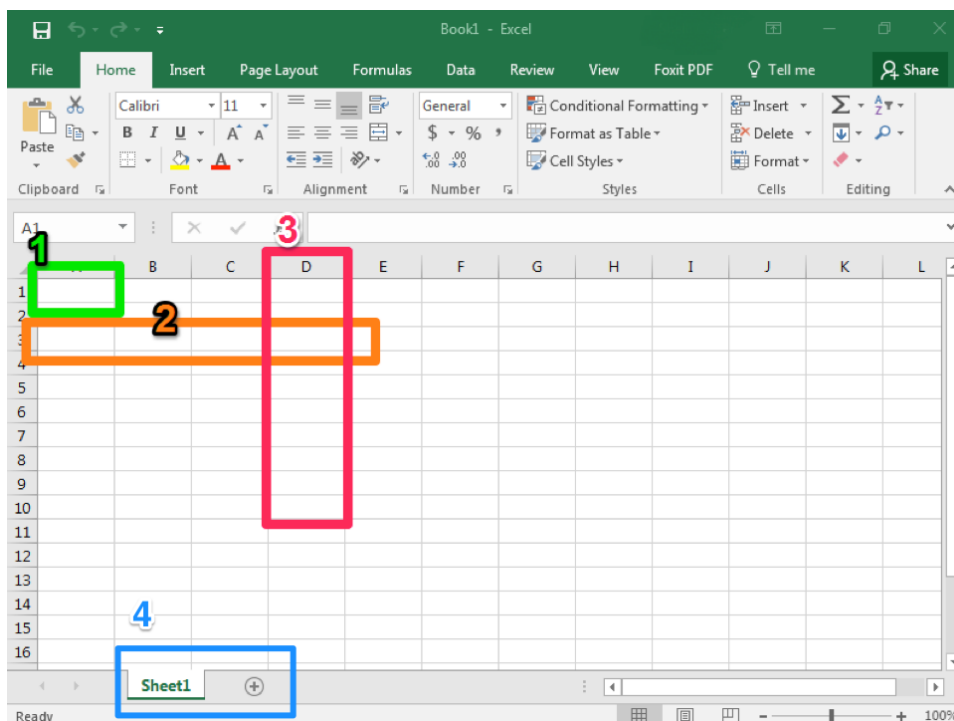 Book1 - Excel
File Home Insert Page Layout Formulas Data Review View Foxit PDF Tell me Share
Calibri 11 General Conditional Formatting Insert Σ
Paste B I U A A $ % , Format as Table Delete
A .00 .0 Cell Styles Format
Clipboard Font Alignment Number Styles Cells Editing
A1 3
1 B C D E F G H I J K L
1
2 2
3
4
5
6
7
8
9
10
11
12
13
14
15 4
16
Sheet1
Ready 100%